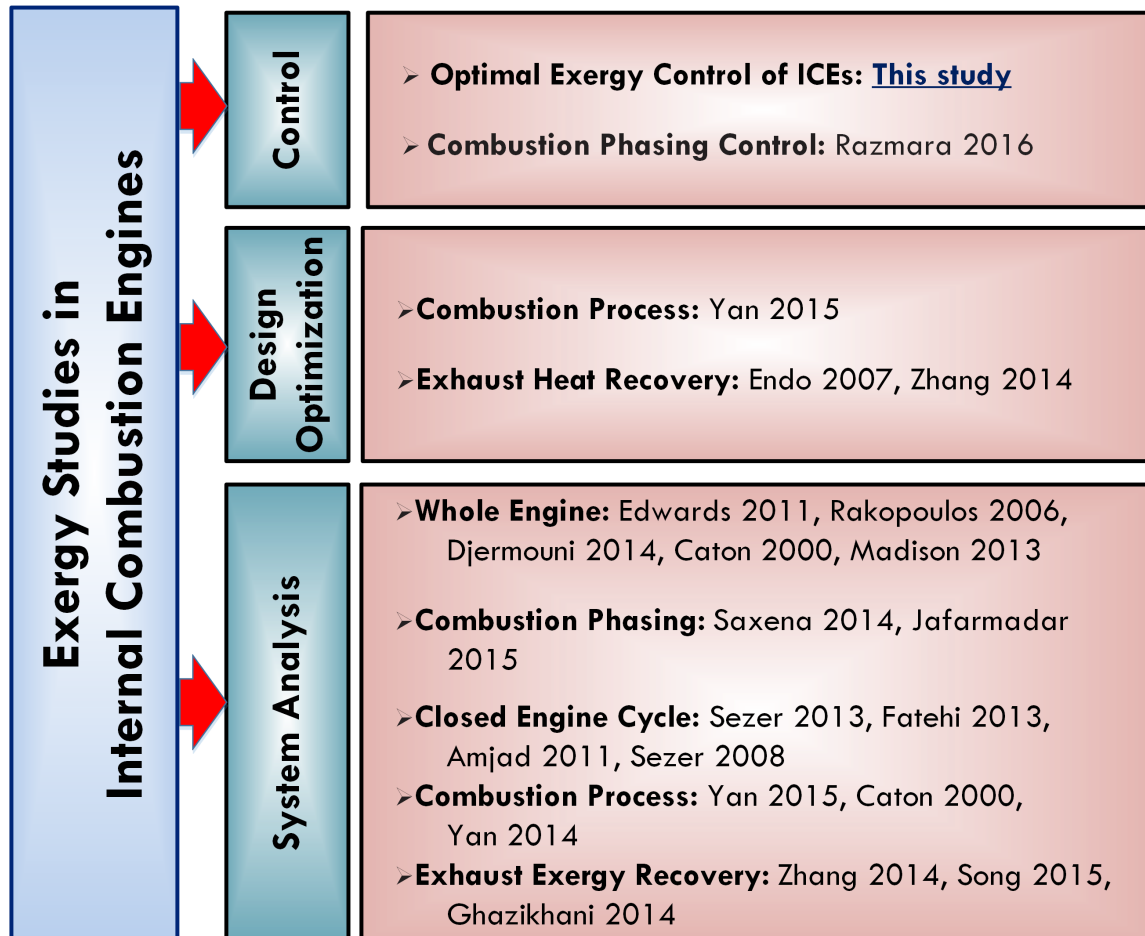 Exergy Studies in
Internal Combustion Engines
Control
➢ Optimal Exergy Control of ICEs: This study
➢ Combustion Phasing Control: Razmara 2016
Design
Optimization
➢Combustion Process: Yan 2015
➢Exhaust Heat Recovery: Endo 2007, Zhang 2014
System Analysis
➢Whole Engine: Edwards 2011, Rakopoulos 2006,
Djermouni 2014, Caton 2000, Madison 2013
➢Combustion Phasing: Saxena 2014, Jafarmadar
2015
➢Closed Engine Cycle: Sezer 2013, Fatehi 2013,
Amjad 2011, Sezer 2008
➢Combustion Process: Yan 2015, Caton 2000,
Yan 2014
➢Exhaust Exergy Recovery: Zhang 2014, Song 2015,
Ghazikhani 2014